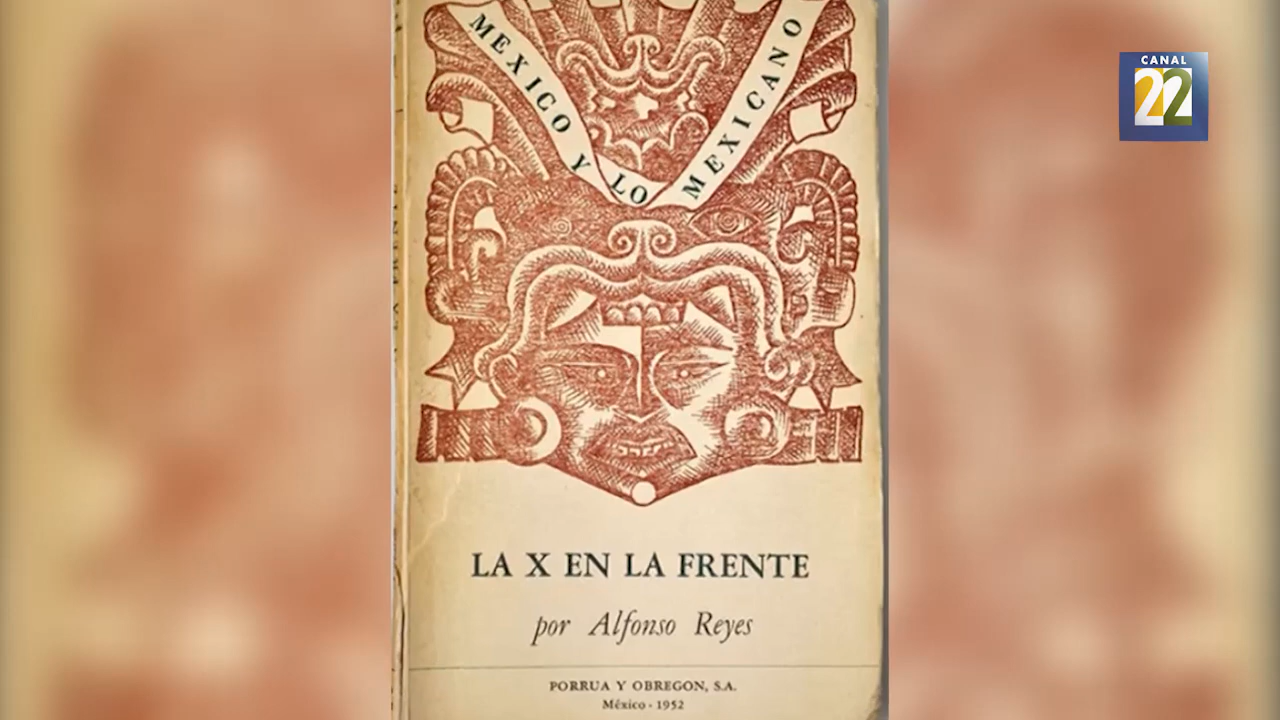 CANAL
22
MEXICO Y LO MEXICANO
LA X EN LA FRENTE
por Alfonso Reyes
PORRUA Y OBREGON, S.A.
México - 1952